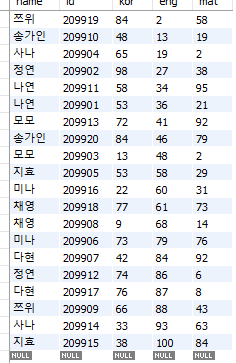 name id kor eng mat
쯔위 209919 84 2 58
송가인 209910 48 13 19
사나 209904 65 19 2
정연 209902 98 27 38
나연 209911 58 34 95
나연 209901 53 36 21
모모 209913 72 41 92
송가인 209920 84 46 79
모모 209903 13 48 2
지효 209905 53 58 29
미나 209916 22 60 31
채영 209918 77 61 73
채영 209908 9 68 14
미나 209906 73 79 76
다현 209907 42 84 92
정연 209912 74 86 6
다현 209917 76 87 8
쯔위 209909 66 88 43
사나 209914 33 93 63
지효 209915 38 100 84
NULL NULL NULL NULL NULL